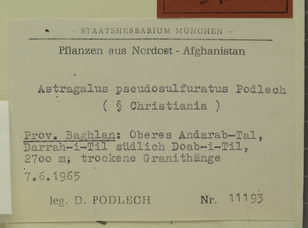 — STAATSHERBARIUM MÜNCHEN —
Pflanzen aus Nordost - Afghanistan
Astragalus pseudosulfuratus Podlech
( § Christiania )
Prov. Baghlan: Oberes Andarab-Tal,
Darrah-i-Til südlich Doab-i-Til,
2700 m, trockene Granithänge
7.6.1965
leg. D. PODLECH Nr. 11193